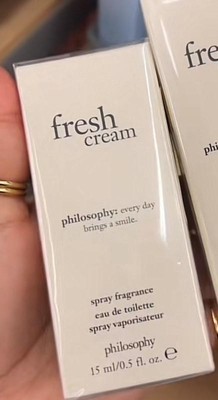 fresh
cream
philosophy: every day
brings a smile.
spray fragrance
eau de toilette
spray vaporisateur
philosophy
15 ml/0.5 fl. oz. ℮